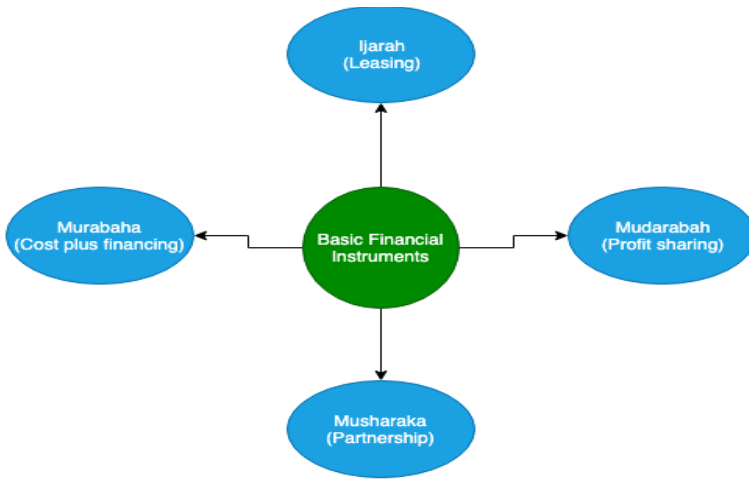 Ijarah
(Leasing)
Murabaha
(Cost plus financing)
Basic Financial
Instruments
Mudarabah
(Profit sharing)
Musharaka
(Partnership)